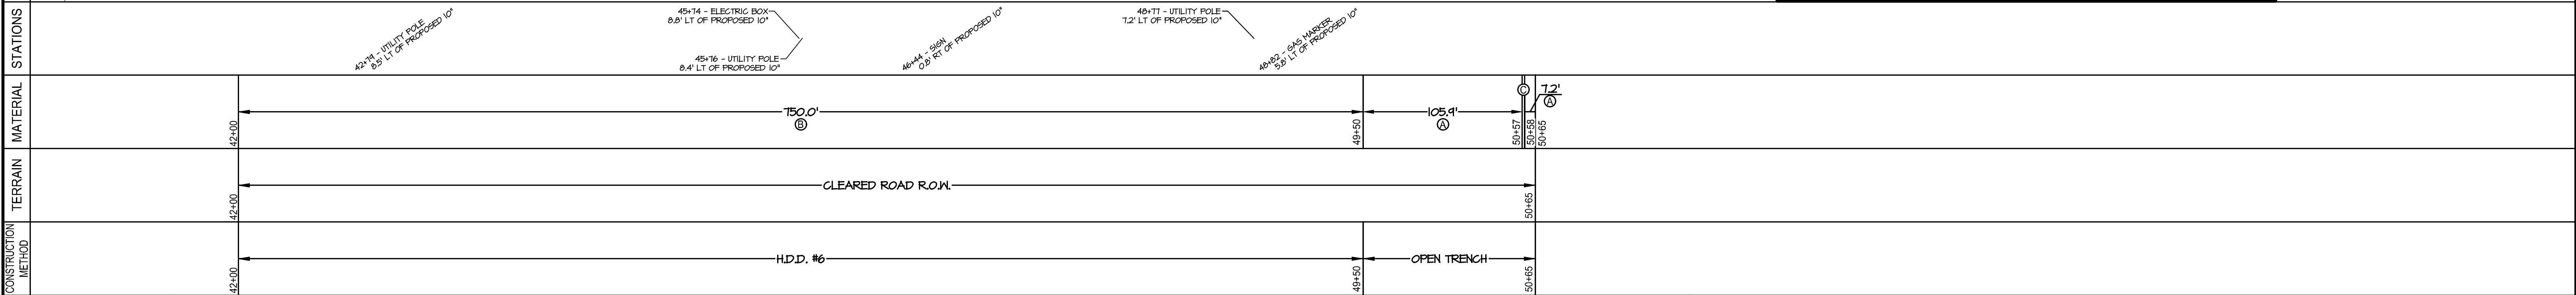 STATIONS
42+79 - UTILITY POLE
8.5' LT OF PROPOSED 10"
45+74 - ELECTRIC BOX
8.8' LT OF PROPOSED 10"
45+76 - UTILITY POLE
8.4' LT OF PROPOSED 10"
46+44 - SIGN
0.8' RT OF PROPOSED 10"
48+77 - UTILITY POLE
7.2' LT OF PROPOSED 10"
48+82 - GAS MARKER
5.8' LT OF PROPOSED 10"
MATERIAL
42+00
750.0'
B
49+50
105.9'
A
50+57
C
50+58
7.2'
A
50+65
TERRAIN
42+00
CLEARED ROAD R.O.W.
50+65
CONSTRUCTION
METHOD
42+00
H.D.D. #6
49+50
OPEN TRENCH
50+65